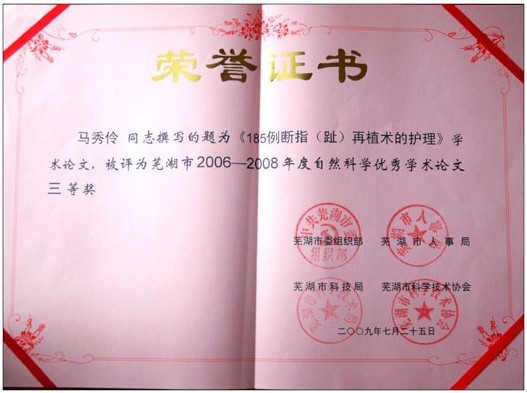 荣誉证书
马秀伶 同志撰写的题为《185例断指（趾）再植术的护理》学
术论文，被评为芜湖市2006—2008年度自然科学优秀学术论文
三等奖
芜湖市委组织部 芜湖市人事局
芜湖市科技局 芜湖市科学技术协会
二〇〇九年七月二十五日